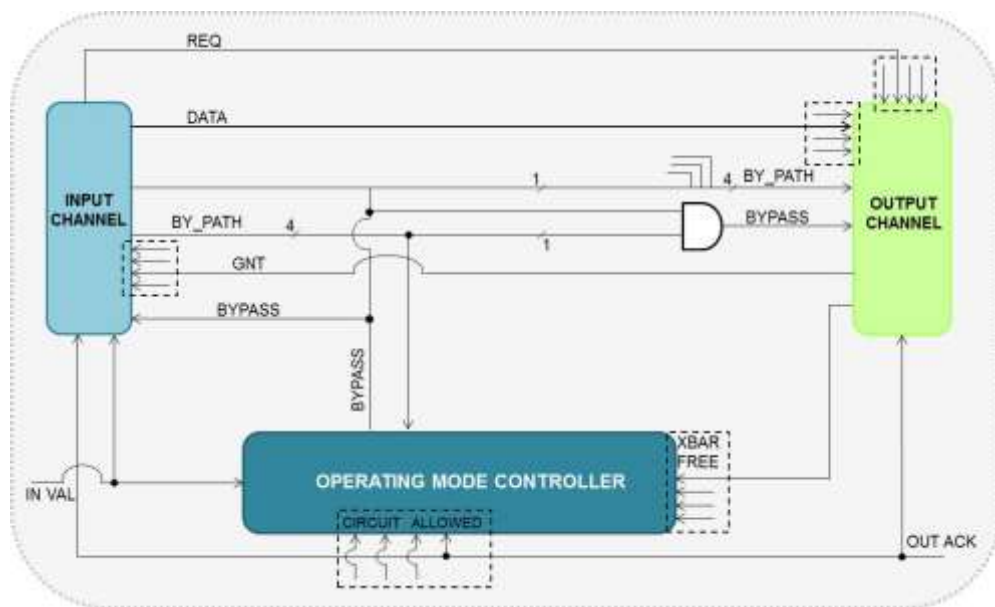 REQ
DATA
1
4
BY_PATH
INPUT
CHANNEL
OUTPUT
CHANNEL
BY_PATH
4
1
BYPASS
GNT
BYPASS
BYPASS
XBAR
FREE
OPERATING MODE CONTROLLER
IN VAL
CIRCUIT ALLOWED
OUT ACK